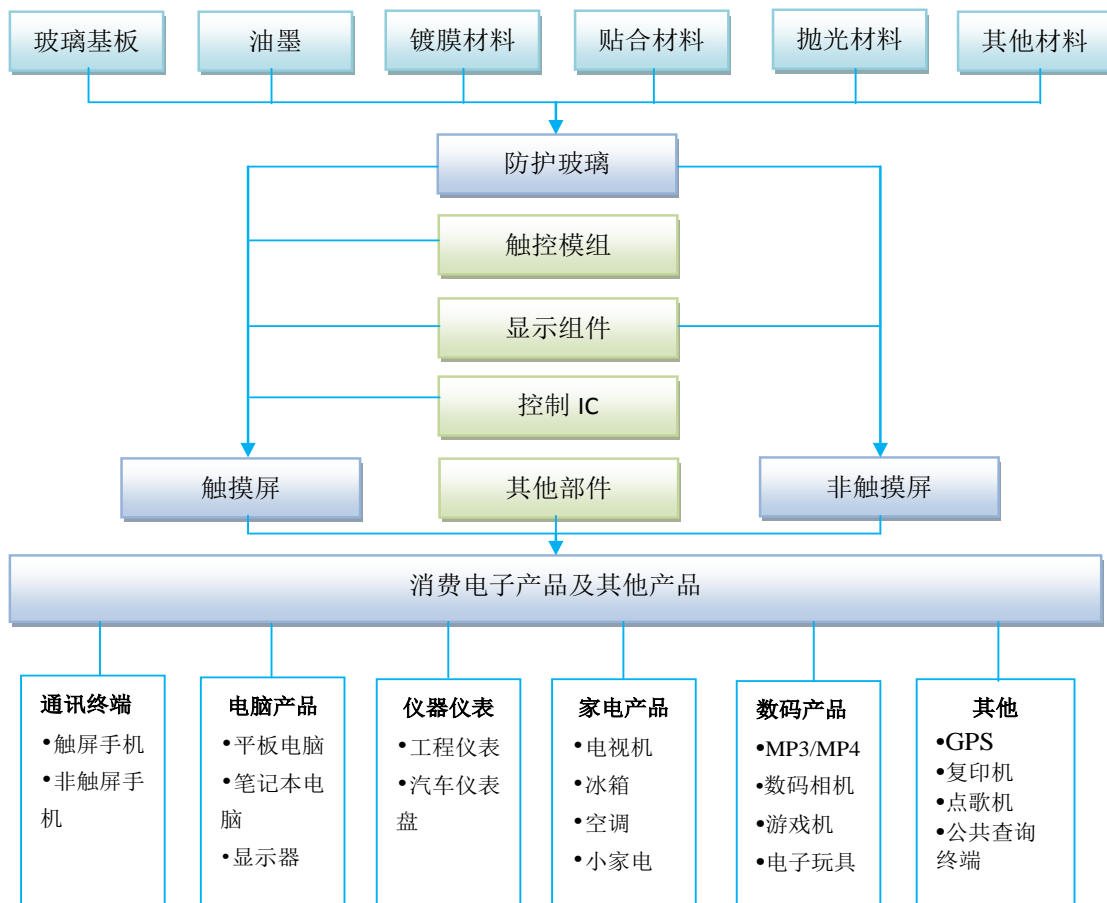 玻璃基板
油墨
镀膜材料
贴合材料
抛光材料
其他材料
防护玻璃
触控模组
显示组件
控制 IC
触摸屏
其他部件
非触摸屏
消费电子产品及其他产品
通讯终端
•触屏手机
•非触屏手
机
电脑产品
•平板电脑
•笔记本电
脑
•显示器
仪器仪表
•工程仪表
•汽车仪表
盘
家电产品
•电视机
•冰箱
•空调
•小家电
数码产品
•MP3/MP4
•数码相机
•游戏机
•电子玩具
其他
•GPS
•复印机
•点歌机
•公共查询
终端